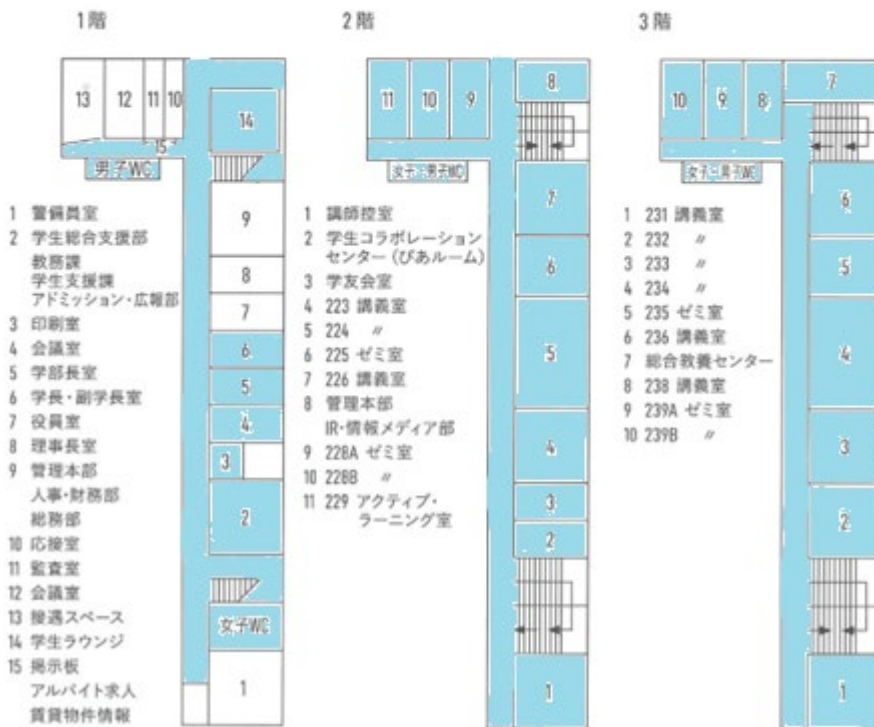 1階
13
12
11
10
14
15
男子WC
9
8
7
6
5
4
3
2
女子WC
1
1 警備員室
2 学生総合支援部
教務課
学生支援課
アドミッション・広報部
3 印刷室
4 会議室
5 学部長室
6 学長・副学長室
7 役員室
8 理事長室
9 管理本部
人事・財務部
総務部
10 応接室
11 監査室
12 会議室
13 接遇スペース
14 学生ラウンジ
15 掲示板
アルバイト求人
賃貸物件情報
2階
11
10
9
8
女子・男子WC
7
6
5
4
3
2
1
1 講師控室
2 学生コラボレーション
センター(ぴあルーム)
3 学友会室
4 223 講義室
5 224 〃
6 225 ゼミ室
7 226 講義室
8 管理本部
IR・情報メディア部
9 228A ゼミ室
10 228B 〃
11 229 アクティブ・
ラーニング室
3階
10
9
8
7
女子・男子WC
6
5
4
3
2
1
1 231 講義室
2 232 〃
3 233 〃
4 234 〃
5 235 ゼミ室
6 236 講義室
7 総合教養センター
8 238 講義室
9 239A ゼミ室
10 239B 〃